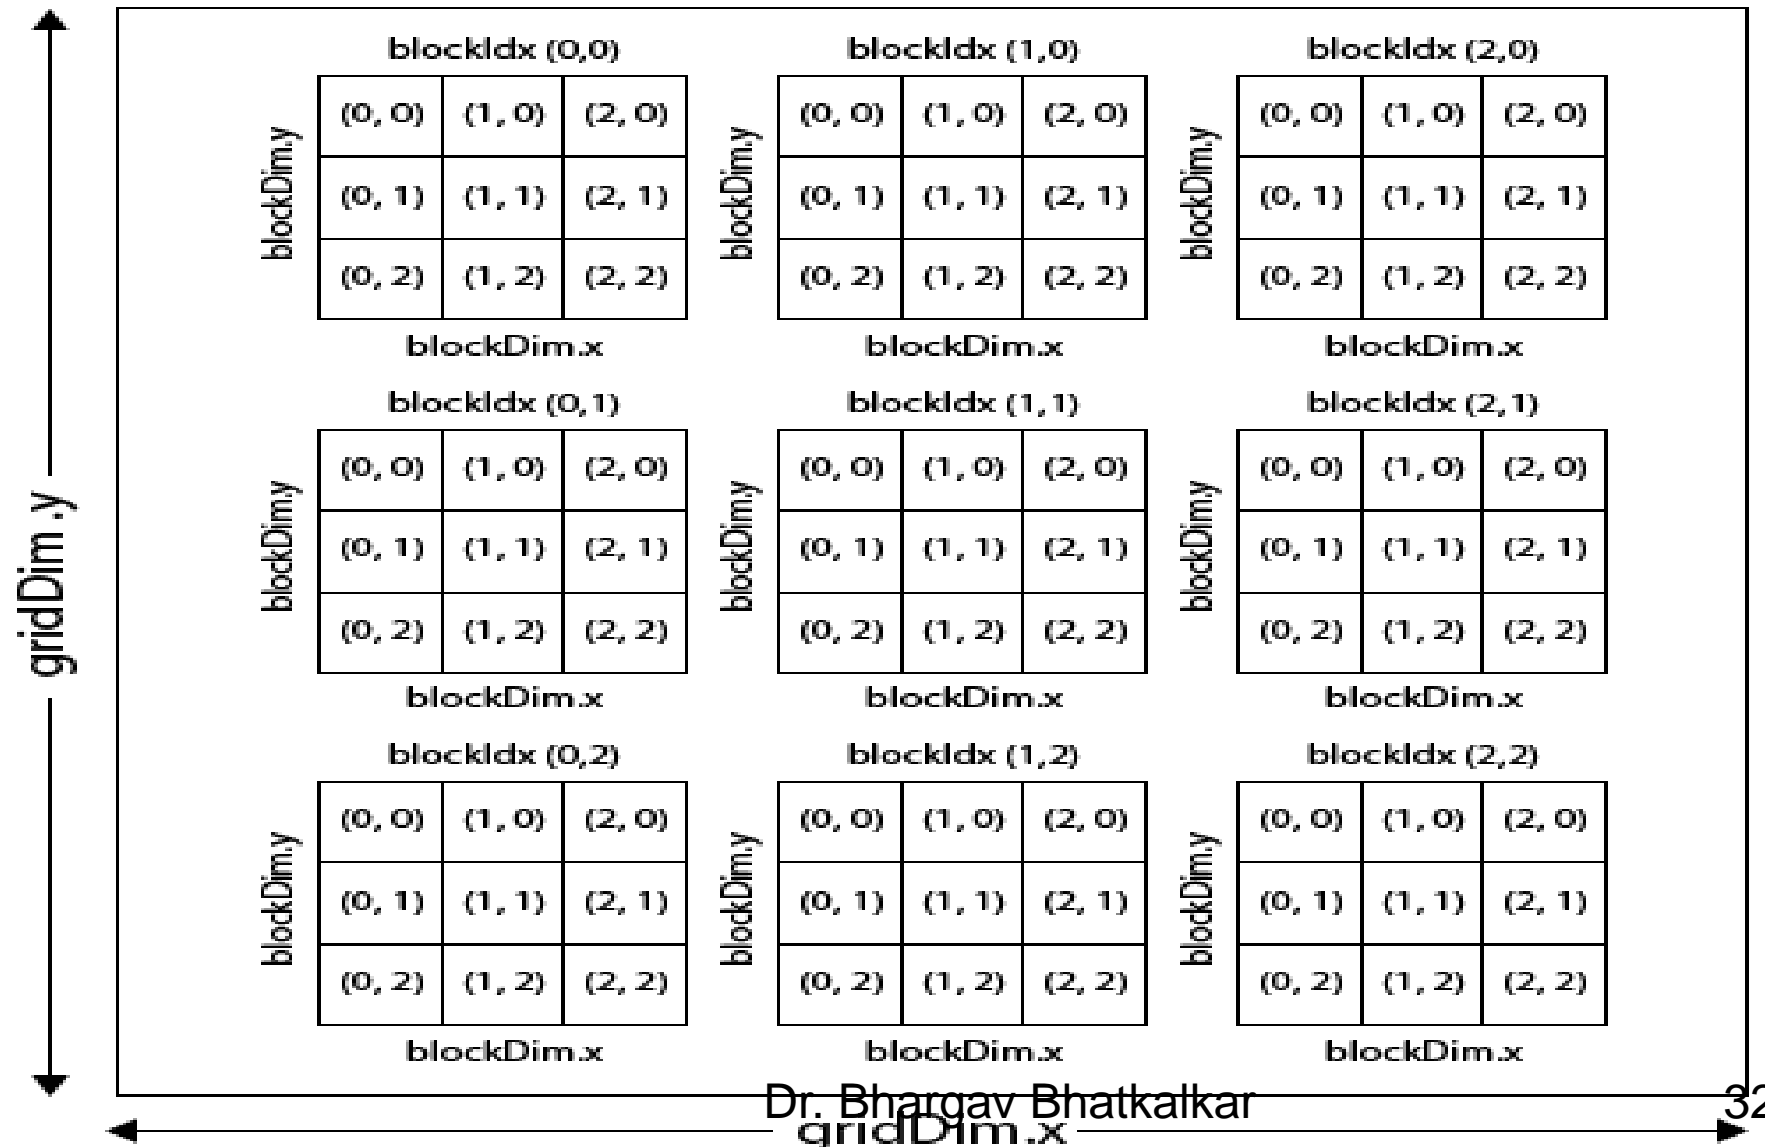 blockIdx (0,0) blockIdx (1,0) blockIdx (2,0)
(0, 0) (1, 0) (2, 0) (0, 0) (1, 0) (2, 0) (0, 0) (1, 0) (2, 0)
blockDim.y blockDim.y blockDim.y
(0, 1) (1, 1) (2, 1) (0, 1) (1, 1) (2, 1) (0, 1) (1, 1) (2, 1)
(0, 2) (1, 2) (2, 2) (0, 2) (1, 2) (2, 2) (0, 2) (1, 2) (2, 2)
blockDim.x blockDim.x blockDim.x
blockIdx (0,1) blockIdx (1,1) blockIdx (2,1)
(0, 0) (1, 0) (2, 0) (0, 0) (1, 0) (2, 0) (0, 0) (1, 0) (2, 0)
gridDim .y
blockDim.y blockDim.y blockDim.y
(0, 1) (1, 1) (2, 1) (0, 1) (1, 1) (2, 1) (0, 1) (1, 1) (2, 1)
(0, 2) (1, 2) (2, 2) (0, 2) (1, 2) (2, 2) (0, 2) (1, 2) (2, 2)
blockDim.x blockDim.x blockDim.x
blockIdx (0,2) blockIdx (1,2) blockIdx (2,2)
(0, 0) (1, 0) (2, 0) (0, 0) (1, 0) (2, 0) (0, 0) (1, 0) (2, 0)
blockDim.y blockDim.y blockDim.y
(0, 1) (1, 1) (2, 1) (0, 1) (1, 1) (2, 1) (0, 1) (1, 1) (2, 1)
(0, 2) (1, 2) (2, 2) (0, 2) (1, 2) (2, 2) (0, 2) (1, 2) (2, 2)
blockDim.x blockDim.x blockDim.x
Dr. Bhargav Bhatkalkar 32
gridDim.x